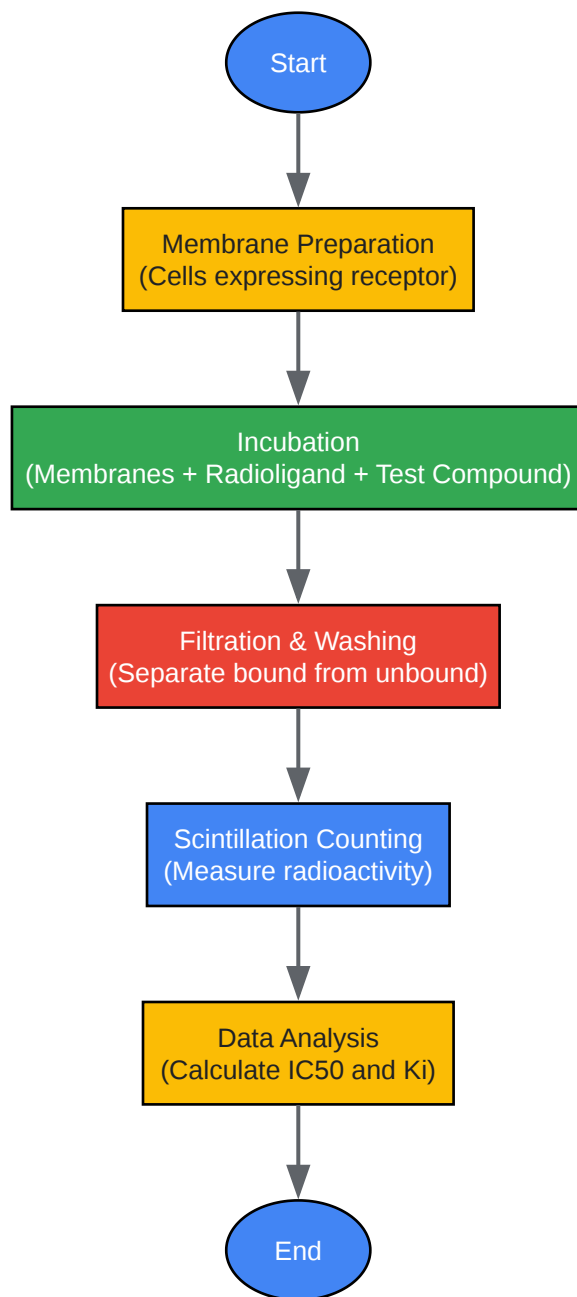 Start
Membrane Preparation
(Cells expressing receptor)
Incubation
(Membranes + Radioligand + Test Compound)
Filtration & Washing
(Separate bound from unbound)
Scintillation Counting
(Measure radioactivity)
Data Analysis
(Calculate IC50 and Ki)
End